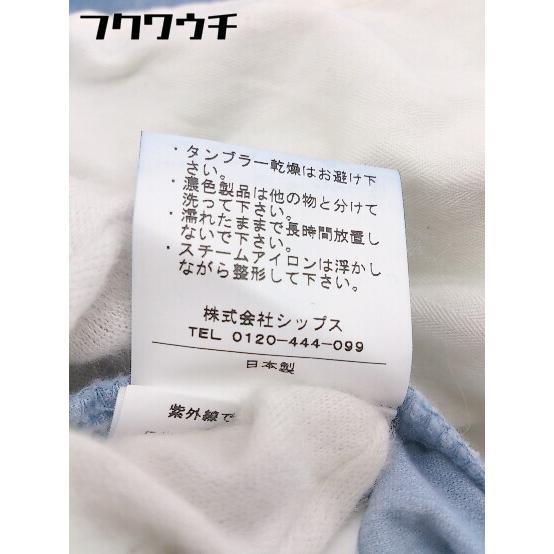 フクワウチ
・タンブラー乾燥はお避け下
さい。
・濃色製品は他の物と分けて
洗って下さい。
・濡れたままで長時間放置し
ないで下さい。
・スチームアイロンは浮かし
ながら整形して下さい。
株式会社シップス
TEL 0120-444-099
日本製
紫外線で